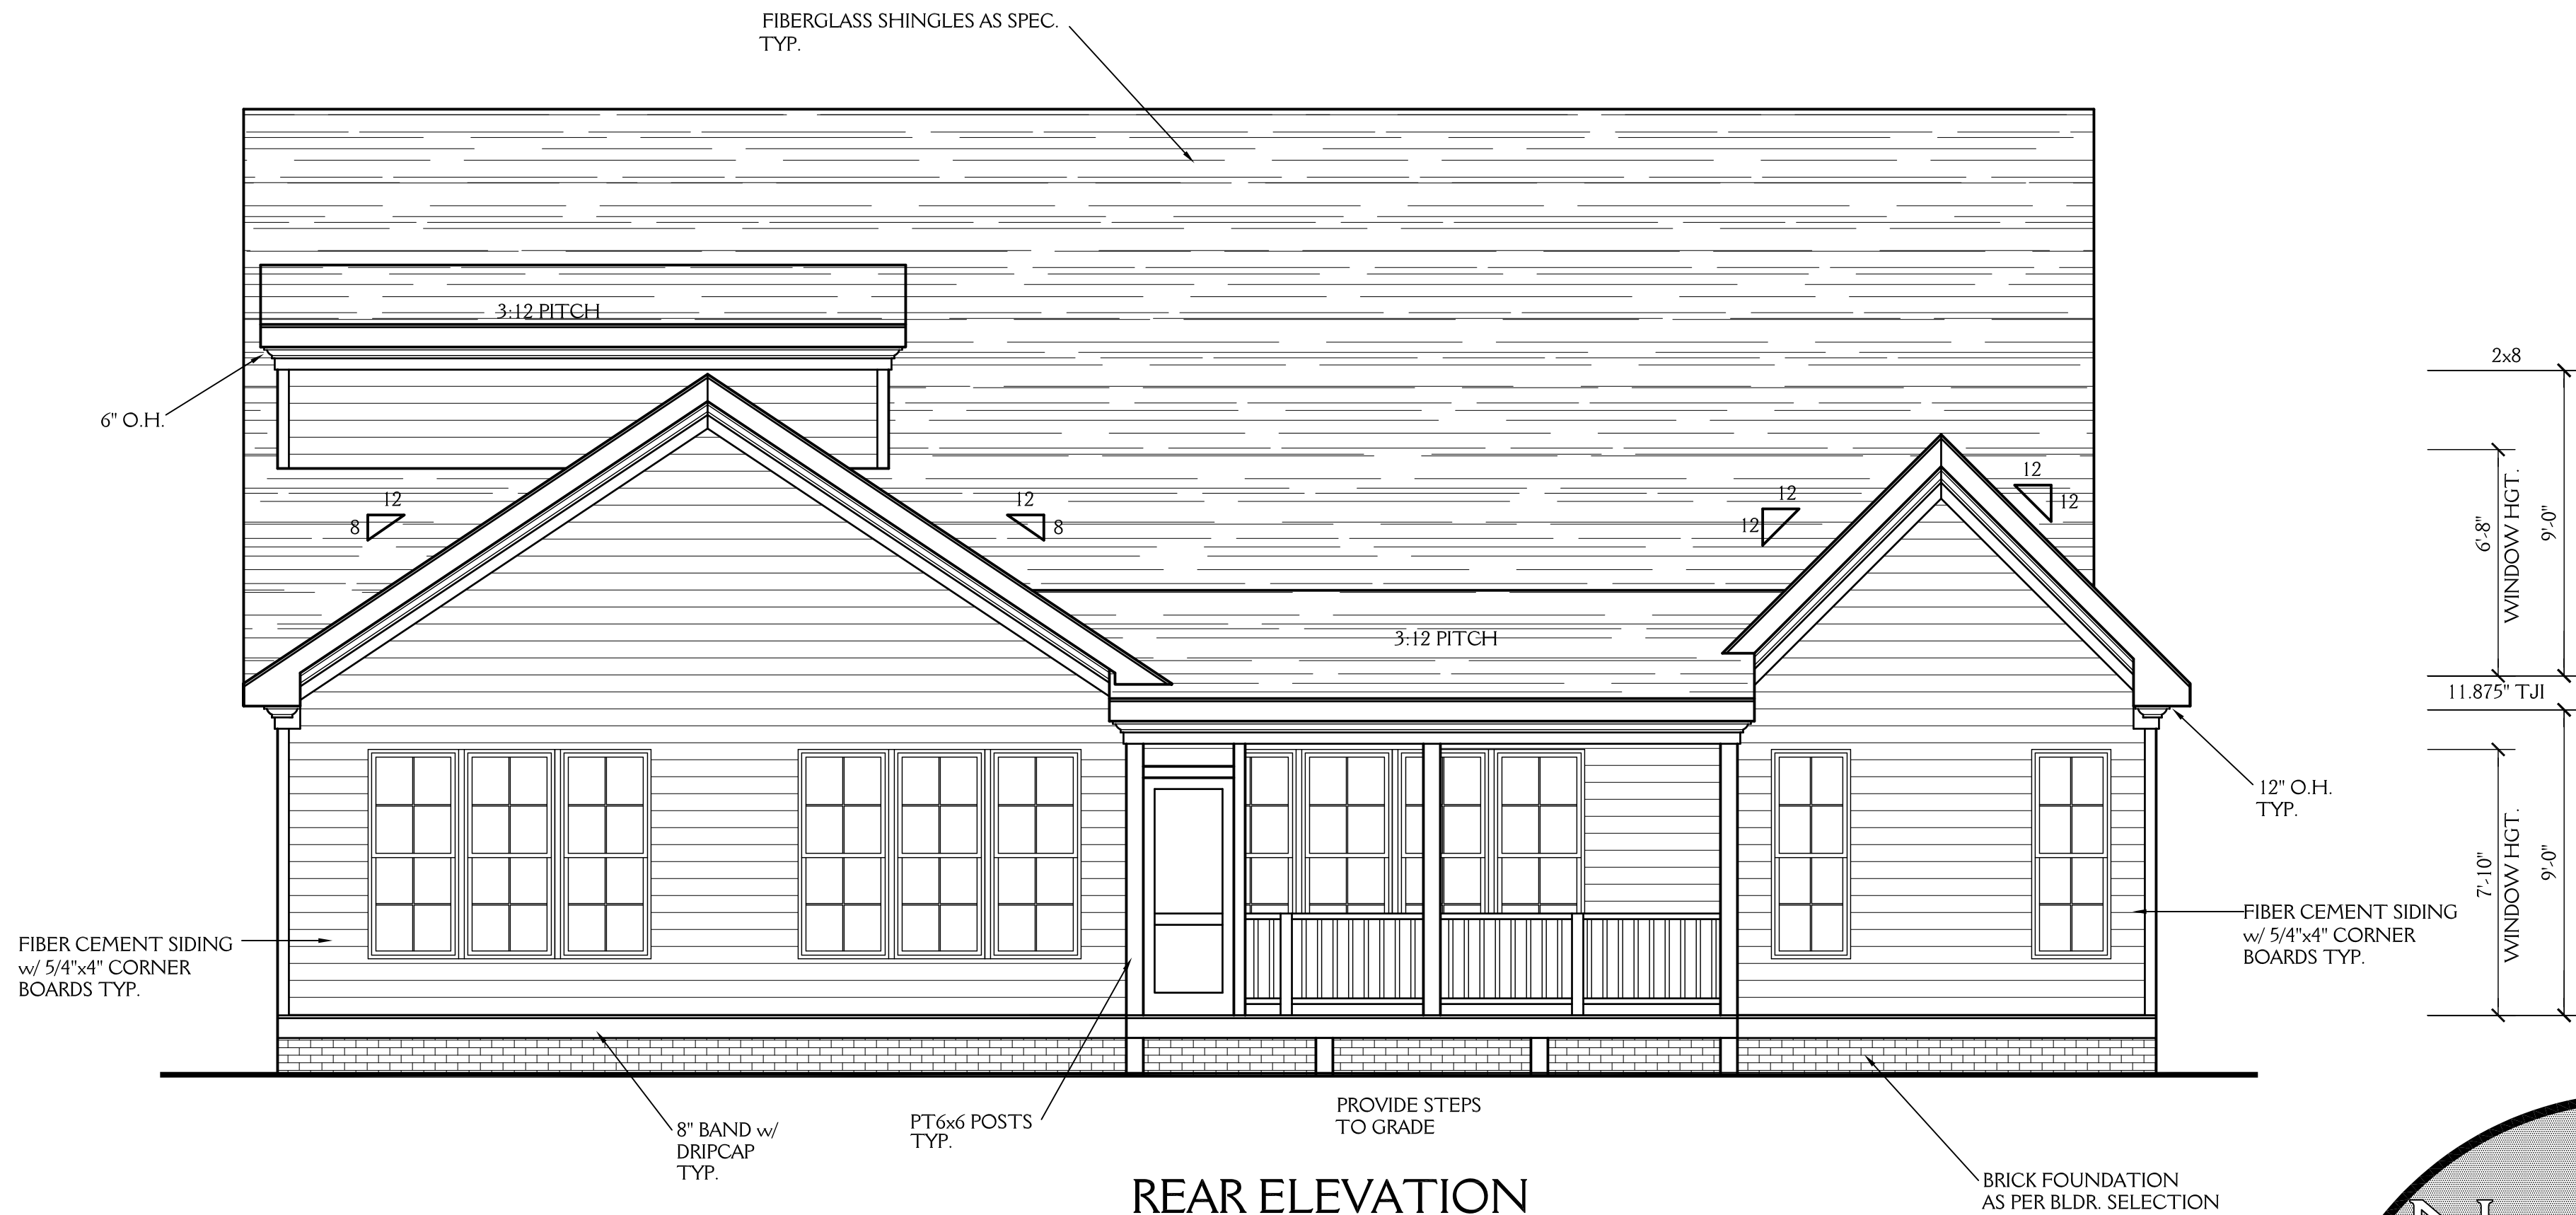 FIBERGLASS SHINGLES AS SPEC.
TYP.
3:12 PITCH
6" O.H.
12
8
12
8
12
12
12
12
3:12 PITCH
2x8
6'-8"
WINDOW HGT.
9'-0"
11.875" TJI
7'-10"
WINDOW HGT.
9'-0"
12" O.H.
TYP.
FIBER CEMENT SIDING
w/ 5/4"x4" CORNER
BOARDS TYP.
FIBER CEMENT SIDING
w/ 5/4"x4" CORNER
BOARDS TYP.
8" BAND w/
DRIPCAP
TYP.
PT6x6 POSTS
TYP.
PROVIDE STEPS
TO GRADE
BRICK FOUNDATION
AS PER BLDR. SELECTION
REAR ELEVATION